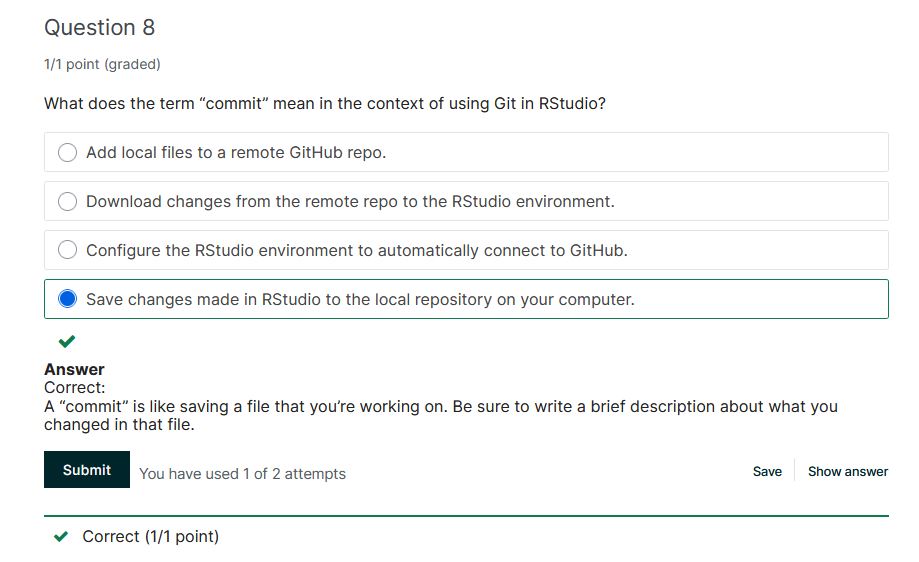 Question 8
1/1 point (graded)
What does the term “commit” mean in the context of using Git in RStudio?
Add local files to a remote GitHub repo.
Download changes from the remote repo to the RStudio environment.
Configure the RStudio environment to automatically connect to GitHub.
Save changes made in RStudio to the local repository on your computer.
Answer
Correct:
A “commit” is like saving a file that you’re working on. Be sure to write a brief description about what you
changed in that file.
Submit You have used 1 of 2 attempts Save Show answer
Correct (1/1 point)